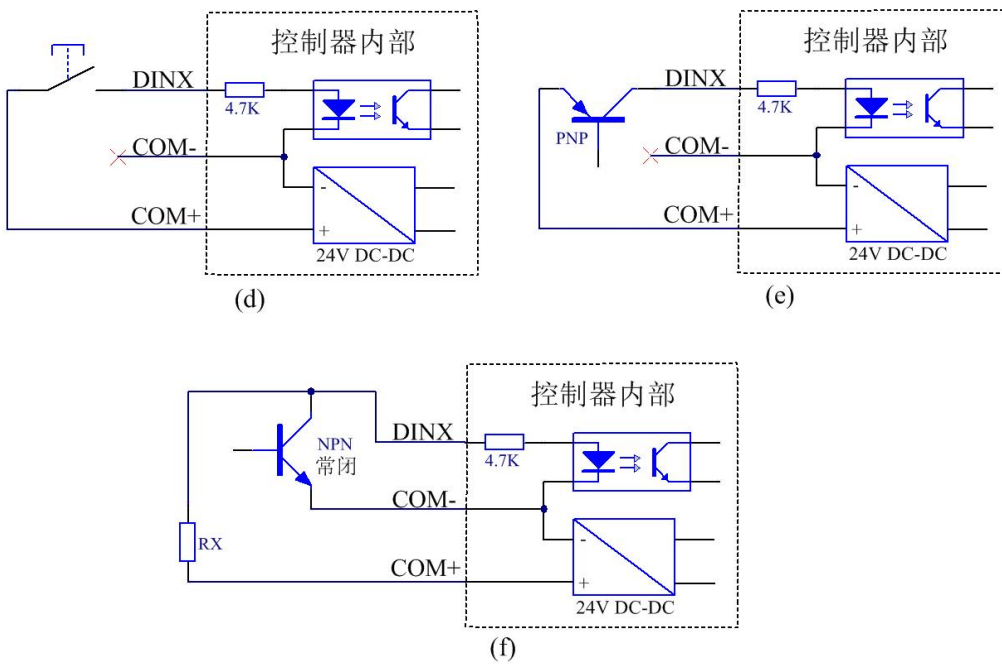 控制器内部
DINX
4.7K
COM-
COM+
-
+
24V DC-DC
(d)
控制器内部
DINX
4.7K
PNP
COM-
COM+
-
+
24V DC-DC
(e)
控制器内部
DINX
4.7K
NPN
常闭
COM-
RX
COM+
-
+
24V DC-DC
(f)